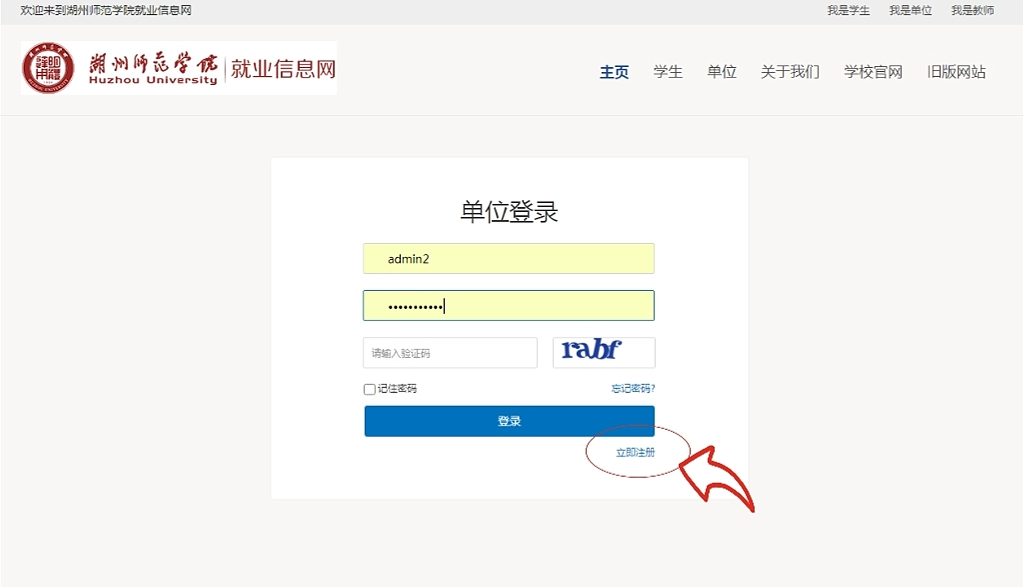 欢迎来到湖州师范学院就业信息网
我是学生 我是单位 我是教师
湖州师范学院
Huzhou University
就业信息网
主页 学生 单位 关于我们 学校官网 旧版网站
单位登录
admin2
•••••••••••
请输入验证码
rabf
记住密码
忘记密码?
登录
立即注册